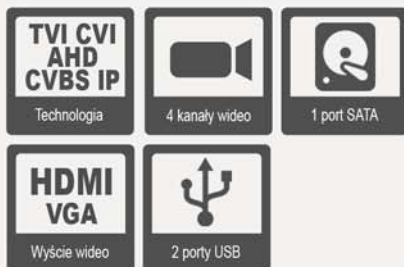 TVI CVI
AHD
CVBS IP
Technologia
4 kanały wideo
1 port SATA
HDMI
VGA
Wyście wideo
2 porty USB